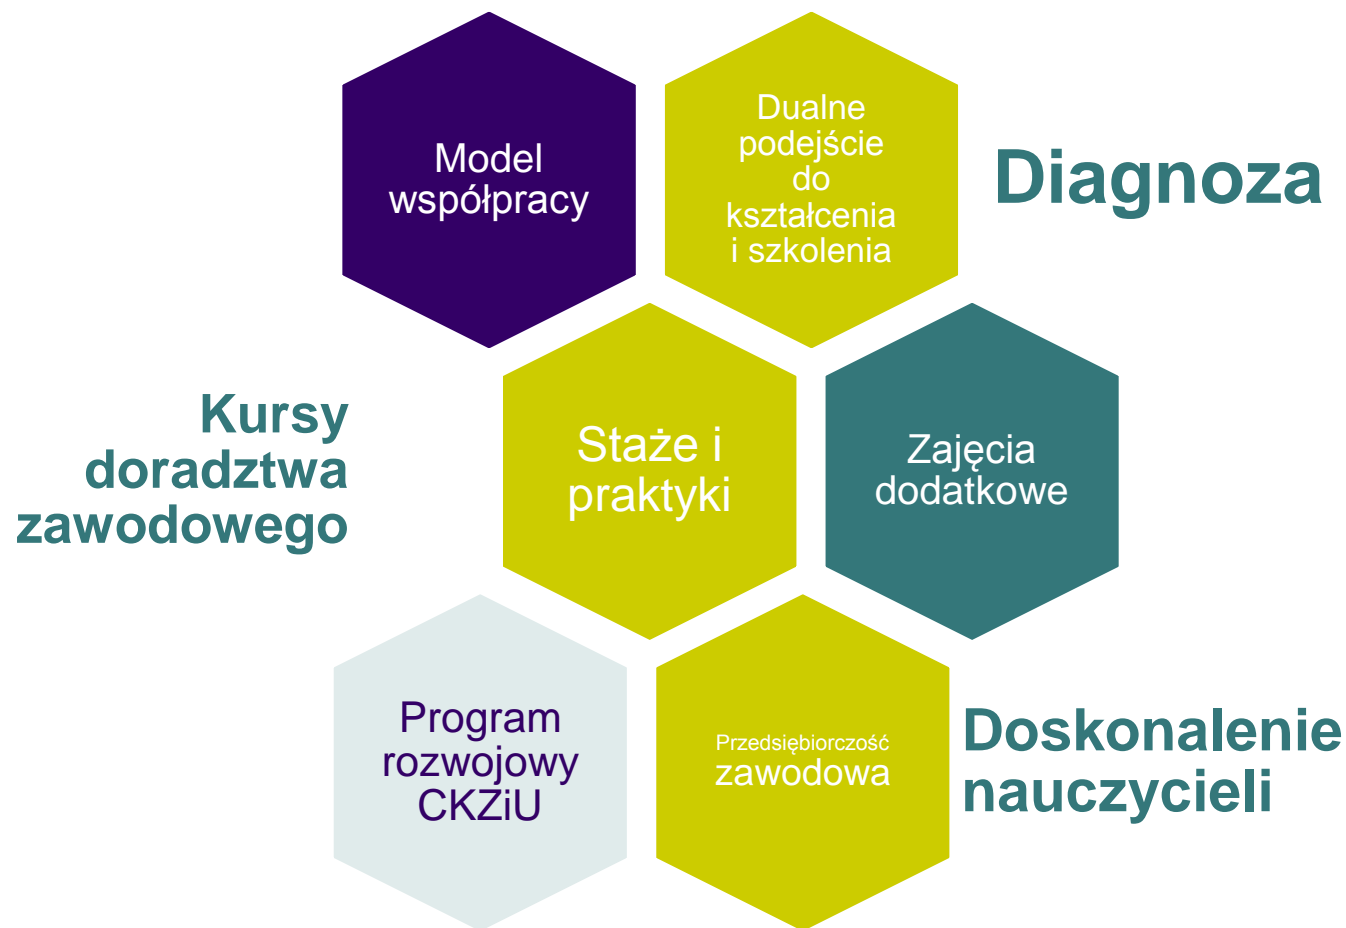 Model
współpracy
Dualne
podejście
do
kształcenia
i szkolenia
Diagnoza
Kursy
doradztwa
zawodowego
Staże i
praktyki
Zajęcia
dodatkowe
Program
rozwojowy
CKZiU
Przedsiębiorczość
zawodowa
Doskonalenie
nauczycieli